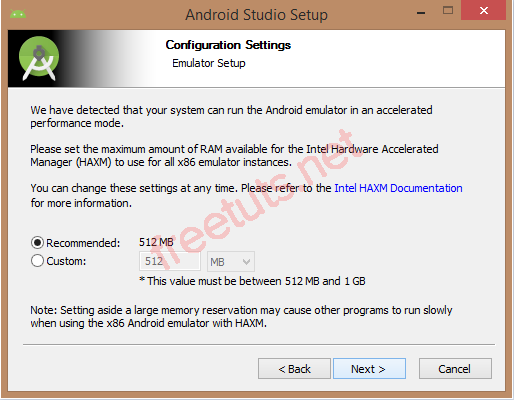 Android Studio Setup
Configuration Settings
Emulator Setup
We have detected that your system can run the Android emulator in an accelerated
performance mode.
Please set the maximum amount of RAM available for the Intel Hardware Accelerated
Manager (HAXM) to use for all x86 emulator instances.
You can change these settings at any time. Please refer to the Intel HAXM Documentation
for more information.
Recommended: 512 MB
Custom: 512 MB
* This value must be between 512 MB and 1 GB
Note: Setting aside a large memory reservation may cause other programs to run slowly
when using the x86 Android emulator with HAXM.
< Back Next > Cancel
freetuts.net